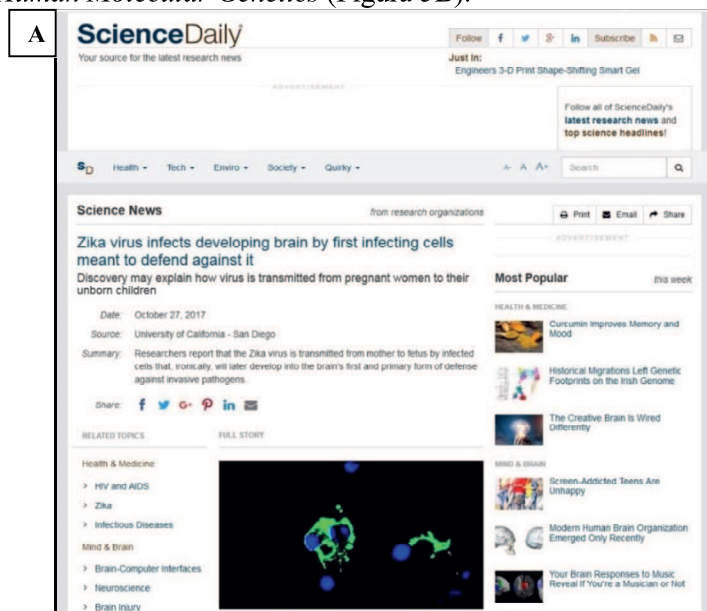 Human Molecular Genetics (Figure 3B).
A
ScienceDaily
Your source for the latest research news
Follow
Subscribe
Just In:
Engineers 3-D Print Shape-Shifting Smart Gel
ADVERTISEMENT
Follow all of ScienceDaily's
latest research news and
top science headlines!
SD Health Tech Enviro Society Quirky
A- A A+ Search
Science News
from research organizations
Print Email Share
Zika virus infects developing brain by first infecting cells
meant to defend against it
Discovery may explain how virus is transmitted from pregnant women to their
unborn children
Date: October 27, 2017
Source: University of California - San Diego
Summary: Researchers report that the Zika virus is transmitted from mother to fetus by infected
cells that, ironically, will later develop into the brain's first and primary form of defense
against invasive pathogens.
Share:
RELATED TOPICS
Health & Medicine
> HIV and AIDS
> Zika
> Infectious Diseases
Mind & Brain
> Brain-Computer Interfaces
> Neuroscience
> Brain Injury
FULL STORY
ADVERTISEMENT
Most Popular this week
HEALTH & MEDICINE
Curcumin Improves Memory and
Mood
Historical Migrations Left Genetic
Footprints on the Irish Genome
The Creative Brain Is Wired
Differently
MIND & BRAIN
Screen-Addicted Teens Are
Unhappy
Modern Human Brain Organization
Emerged Only Recently
Your Brain Responses to Music
Reveal If You're a Musician or Not